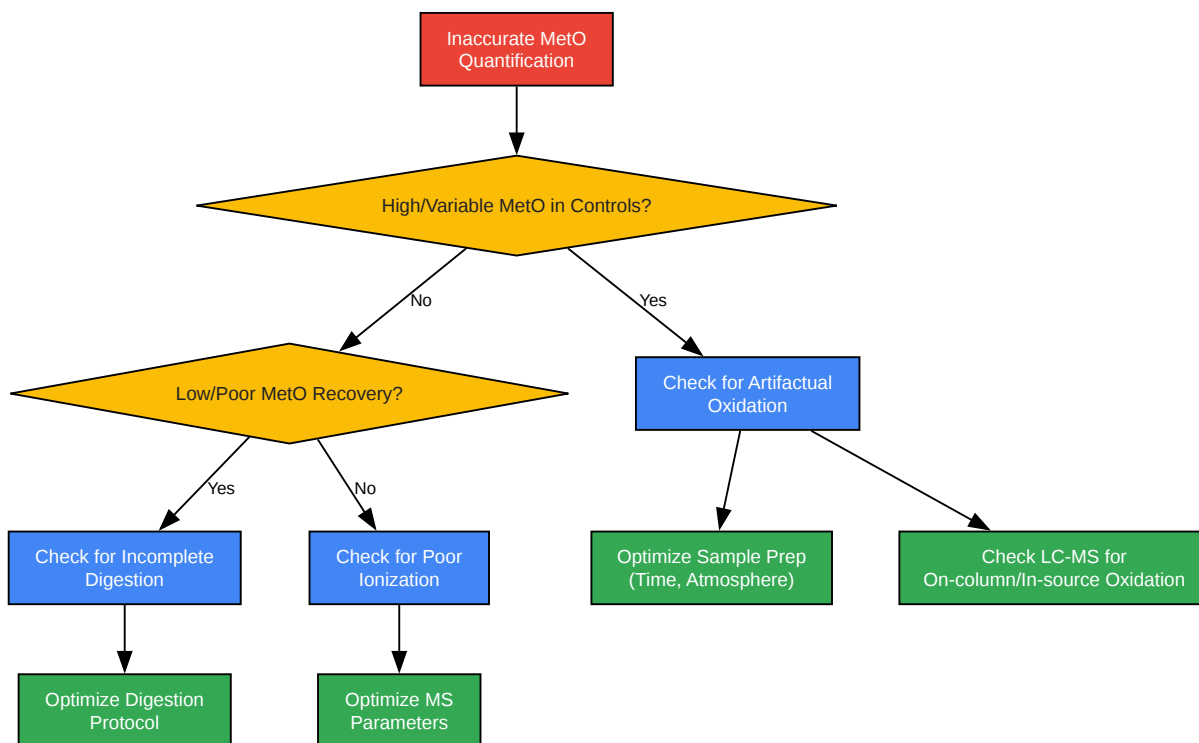 Inaccurate MetO
Quantification
High/Variable MetO in Controls?
No
Yes
Low/Poor MetO Recovery?
Check for Artifactual
Oxidation
Yes
No
Check for Incomplete
Digestion
Check for Poor
Ionization
Optimize Sample Prep
(Time, Atmosphere)
Check LC-MS for
On-column/In-source Oxidation
Optimize Digestion
Protocol
Optimize MS
Parameters